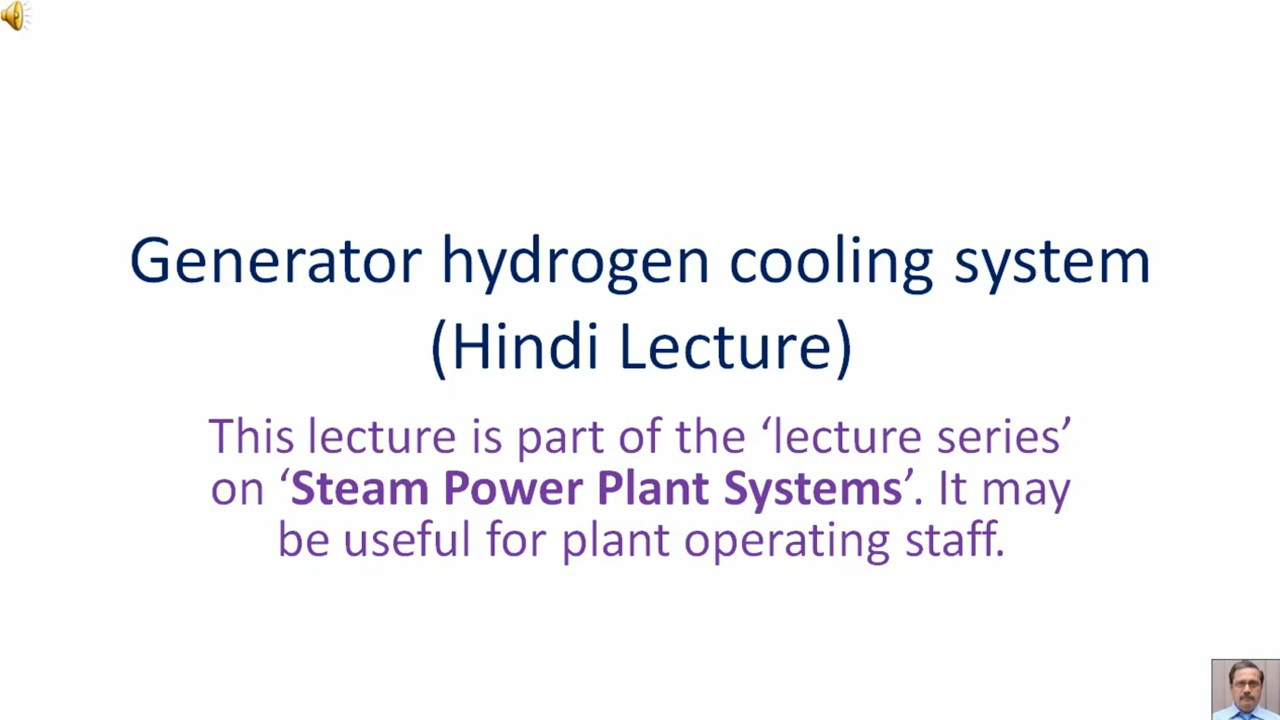 Generator hydrogen cooling system
(Hindi Lecture)
This lecture is part of the ‘lecture series’
on ‘Steam Power Plant Systems’. It may
be useful for plant operating staff.